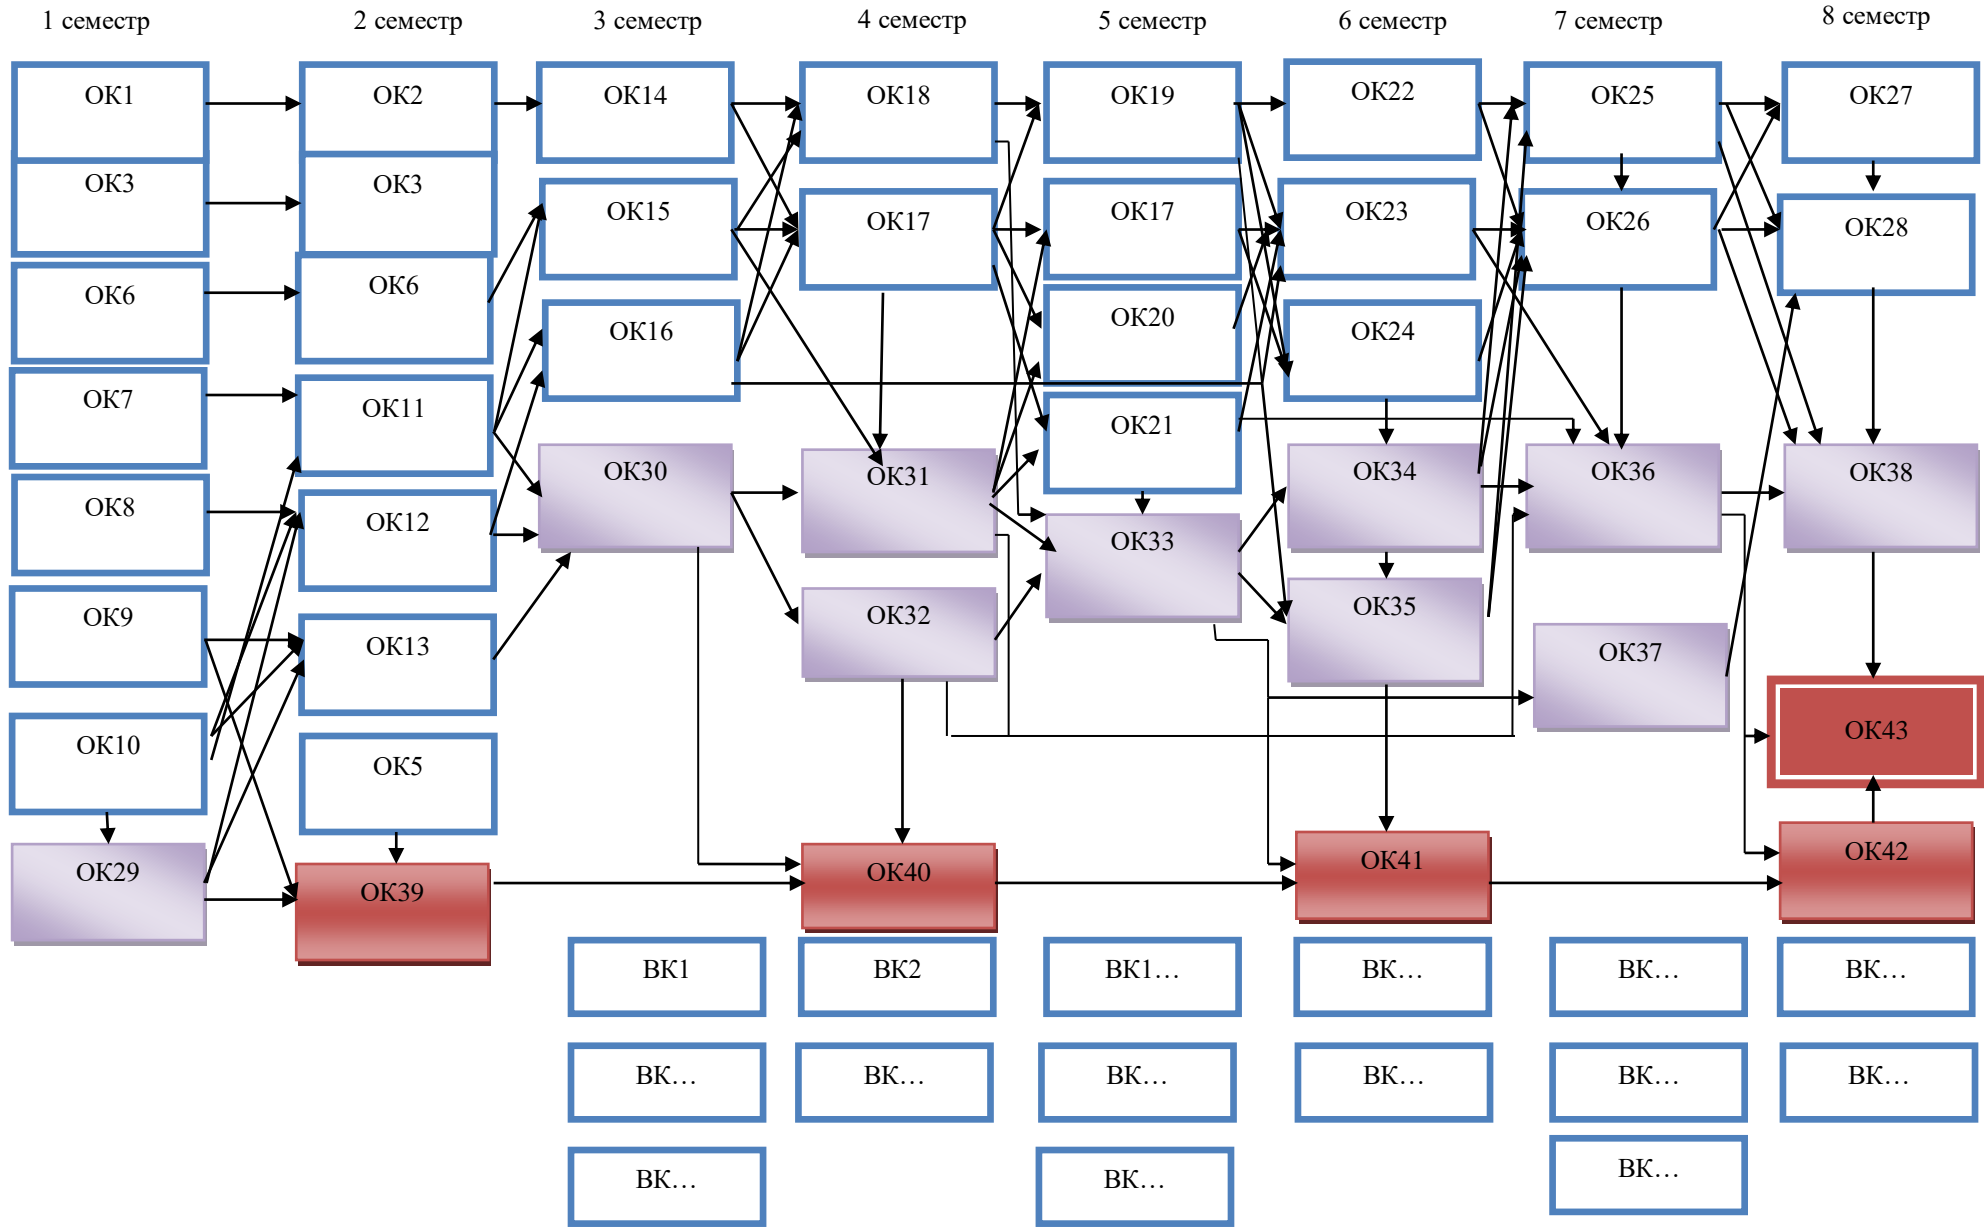 1 семестр
2 семестр
3 семестр
4 семестр
5 семестр
6 семестр
7 семестр
8 семестр
ОК1
ОК2
ОК14
ОК18
ОК19
ОК22
ОК25
ОК27
ОК3
ОК3
ОК15
ОК17
ОК17
ОК23
ОК26
ОК28
ОК6
ОК6
ОК16
ОК20
ОК24
ОК7
ОК11
ОК21
ОК8
ОК12
ОК30
ОК31
ОК33
ОК34
ОК36
ОК38
ОК9
ОК13
ОК32
ОК35
ОК37
ОК10
ОК5
ОК43
ОК29
ОК39
ОК40
ОК41
ОК42
ВК1
ВК2
ВК1…
ВК…
ВК…
ВК…
ВК…
ВК…
ВК…
ВК…
ВК…
ВК…
ВК…
ВК…
ВК…